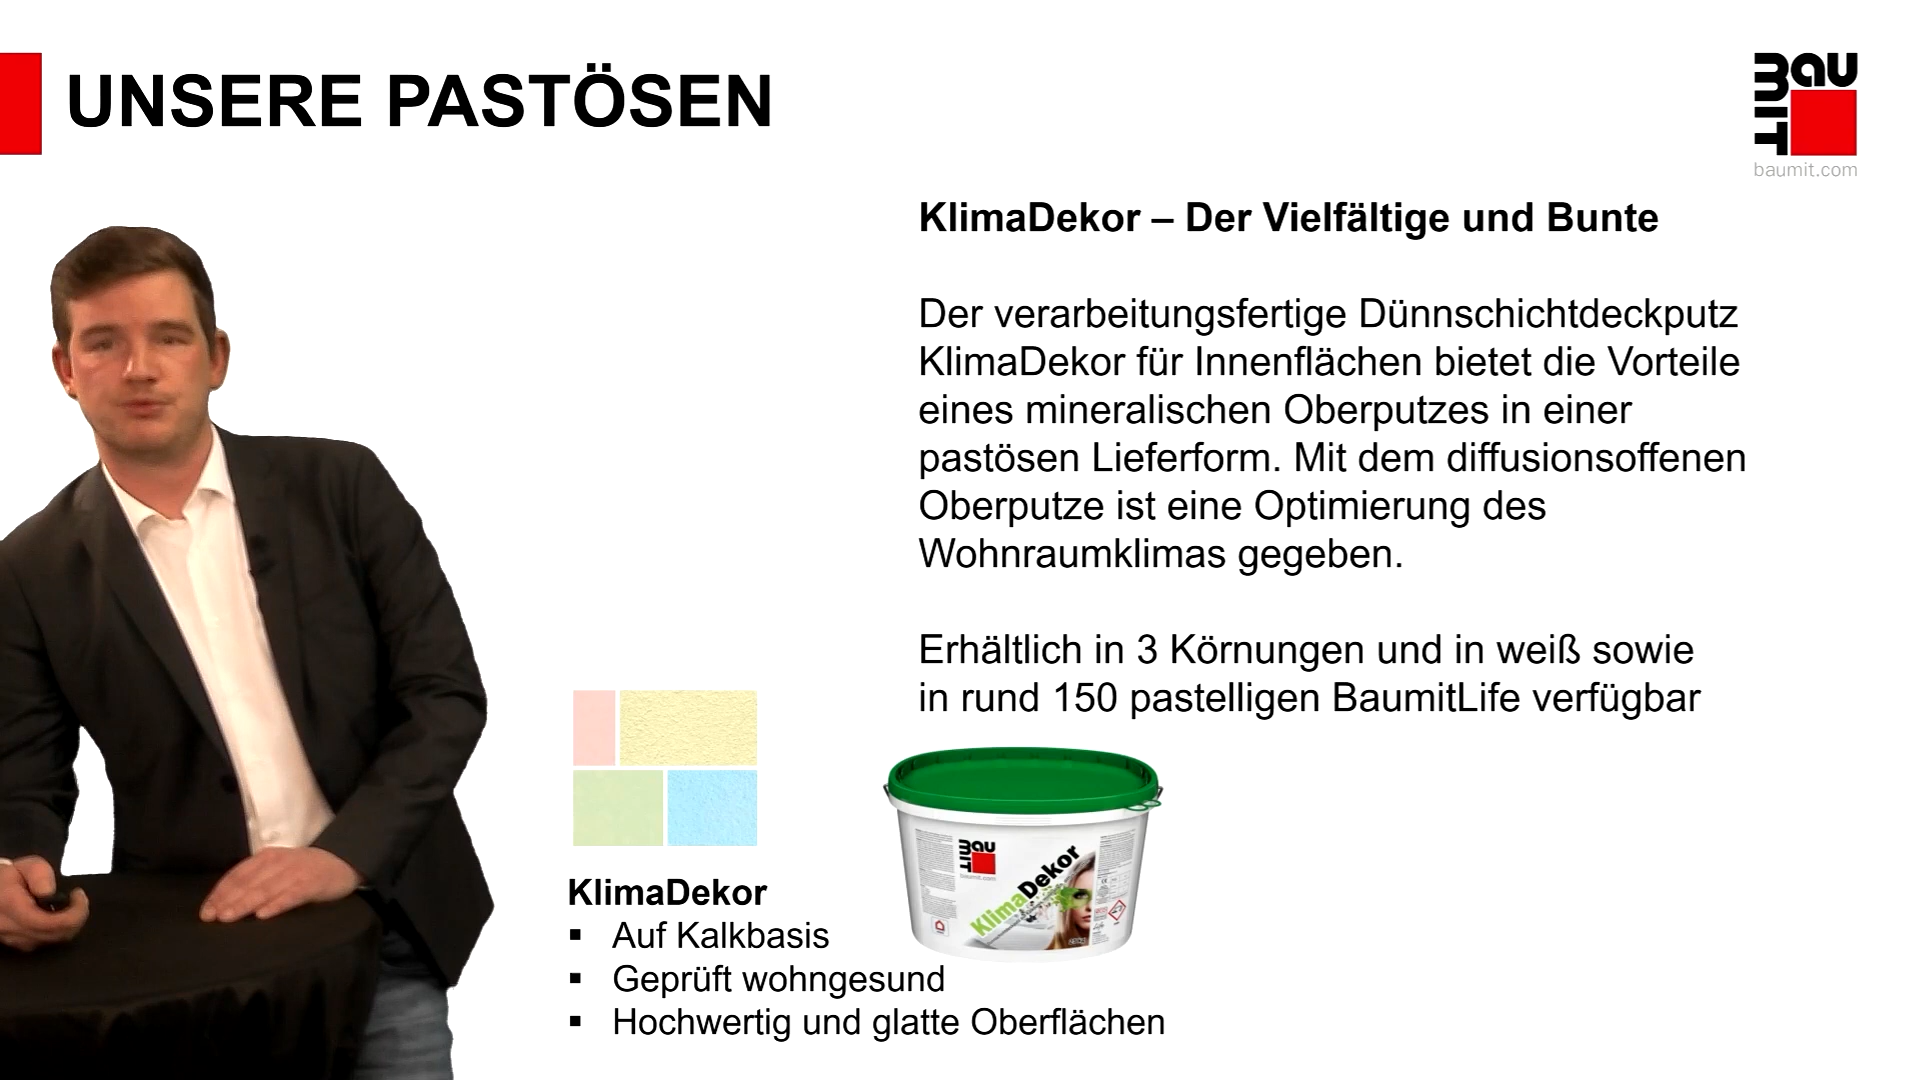 UNSERE PASTÖSEN
BAU
MIT
baumit.com
KlimaDekor – Der Vielfältige und Bunte
Der verarbeitungsfertige Dünnschichtdeckputz
KlimaDekor für Innenflächen bietet die Vorteile
eines mineralischen Oberputzes in einer
pastösen Lieferform. Mit dem diffusionsoffenen
Oberputze ist eine Optimierung des
Wohnraumklimas gegeben.
Erhältlich in 3 Körnungen und in weiß sowie
in rund 150 pastelligen BaumitLife verfügbar
BAU
MIT
baumit.com
KlimaDekor
KlimaDekor
▪ Auf Kalkbasis
▪ Geprüft wohngesund
▪ Hochwertig und glatte Oberflächen